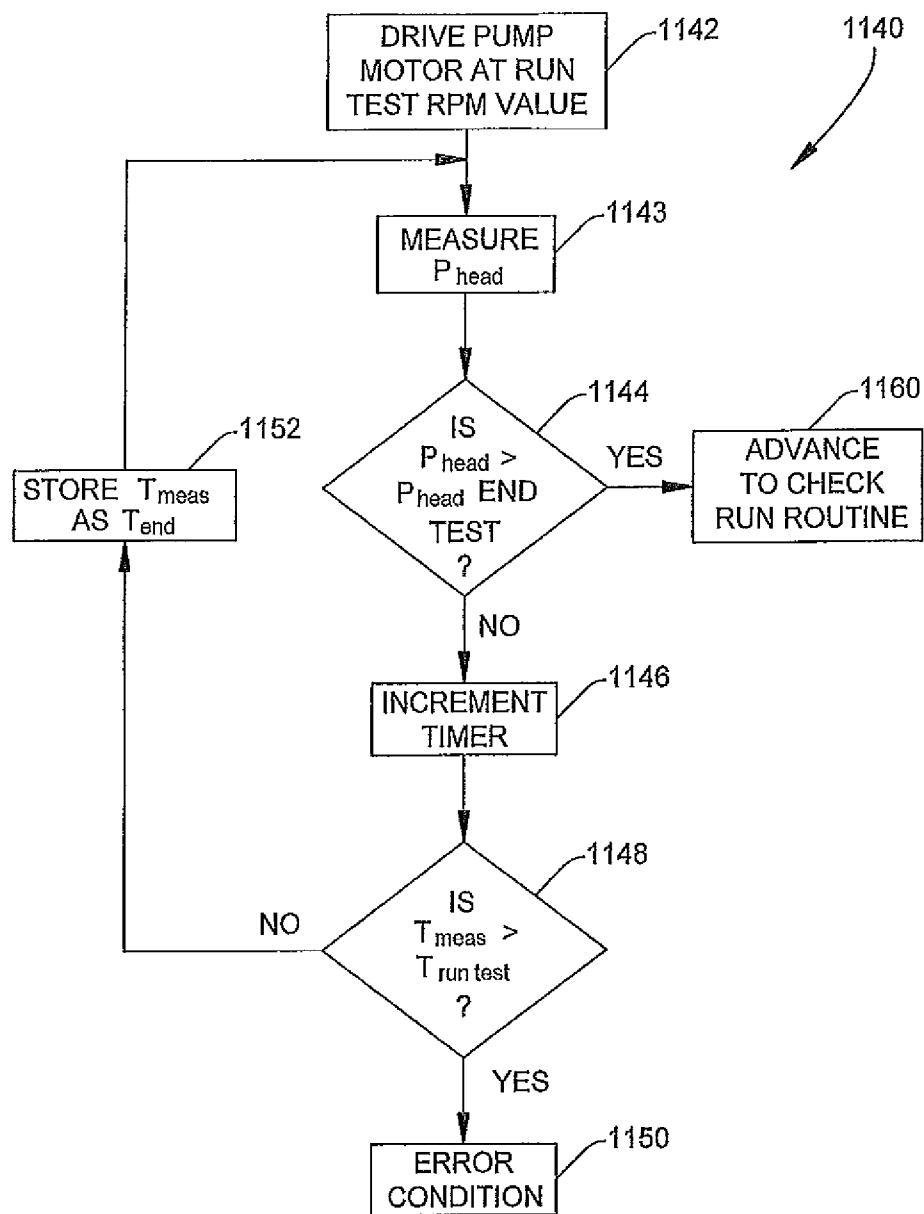 DRIVE PUMP
MOTOR AT RUN
TEST RPM VALUE
1142
1140
MEASURE
P head
1143
IS
P head >
P head END
TEST
?
1144
YES
ADVANCE
TO CHECK
RUN ROUTINE
1160
STORE T meas
AS T end
1152
NO
INCREMENT
TIMER
1146
IS
T meas >
T run test
?
1148
NO
YES
ERROR
CONDITION
1150